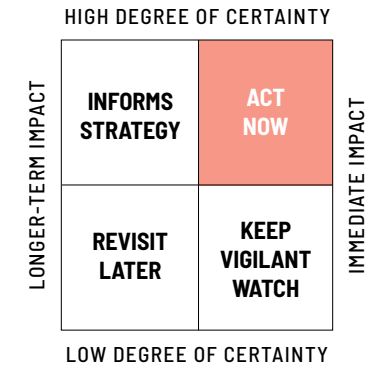 HIGH DEGREE OF CERTAINTY
LONGER-TERM IMPACT
INFORMS
STRATEGY
ACT
NOW
IMMEDIATE IMPACT
REVISIT
LATER
KEEP
VIGILANT
WATCH
LOW DEGREE OF CERTAINTY